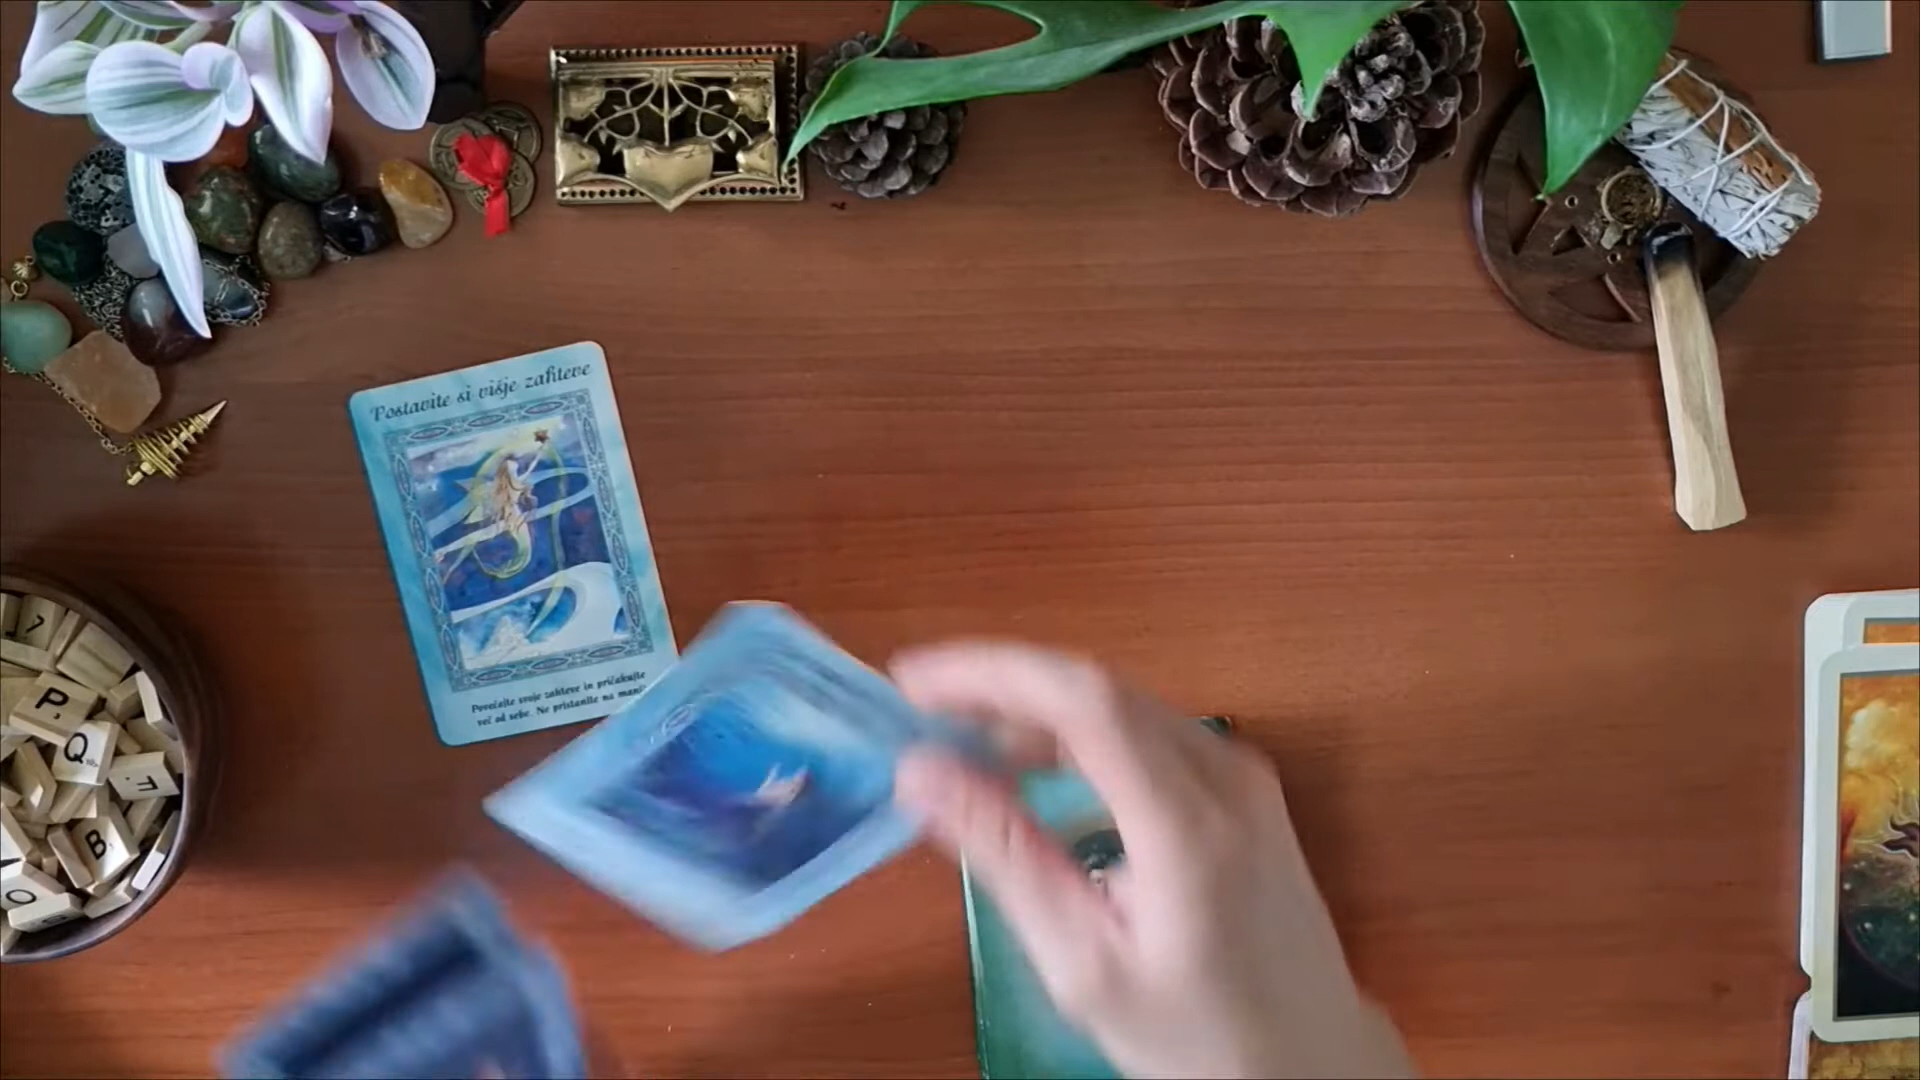 Postavite si višje zahteve
Povečajte svoje zahteve in pričakujte
več od sebe. Ne pristanite na manj
P
Q
B
O